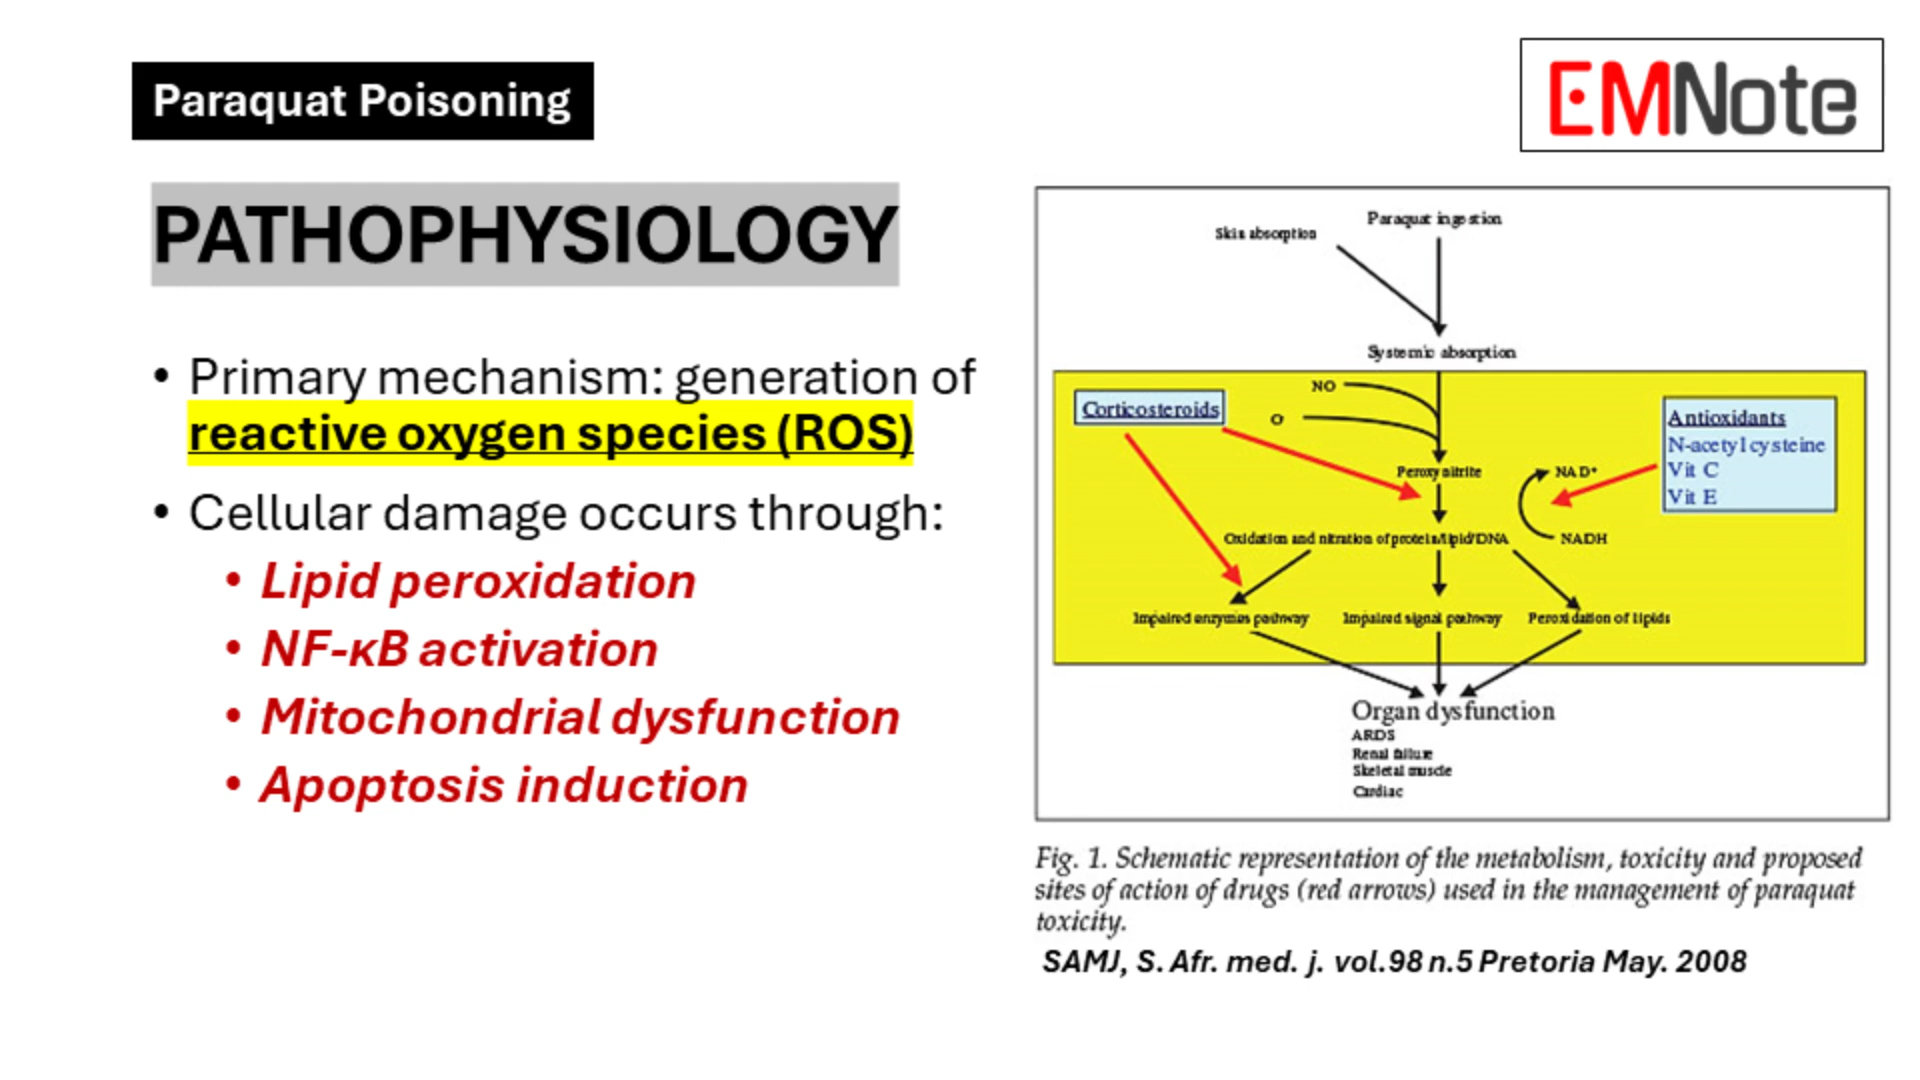 Paraquat Poisoning
EMNote
PATHOPHYSIOLOGY
• Primary mechanism: generation of
reactive oxygen species (ROS)
• Cellular damage occurs through:
• Lipid peroxidation
• NF-κB activation
• Mitochondrial dysfunction
• Apoptosis induction
Paraquat ingestion
Skin absorption
Systemic absorption
NO
O
Corticosteroids
Antioxidants
N-acetylcysteine
Vit C
Vit E
Peroxynitrite
NAD+
Oxidation and nitration of protein/lipid/DNA
NADH
Impaired enzymes pathway
Impaired signal pathway
Peroxidation of lipids
Organ dysfunction
ARDS
Renal failure
Skeletal muscle
Cardiac
Fig. 1. Schematic representation of the metabolism, toxicity and proposed
sites of action of drugs (red arrows) used in the management of paraquat
toxicity.
SAMJ, S. Afr. med. j. vol.98 n.5 Pretoria May. 2008